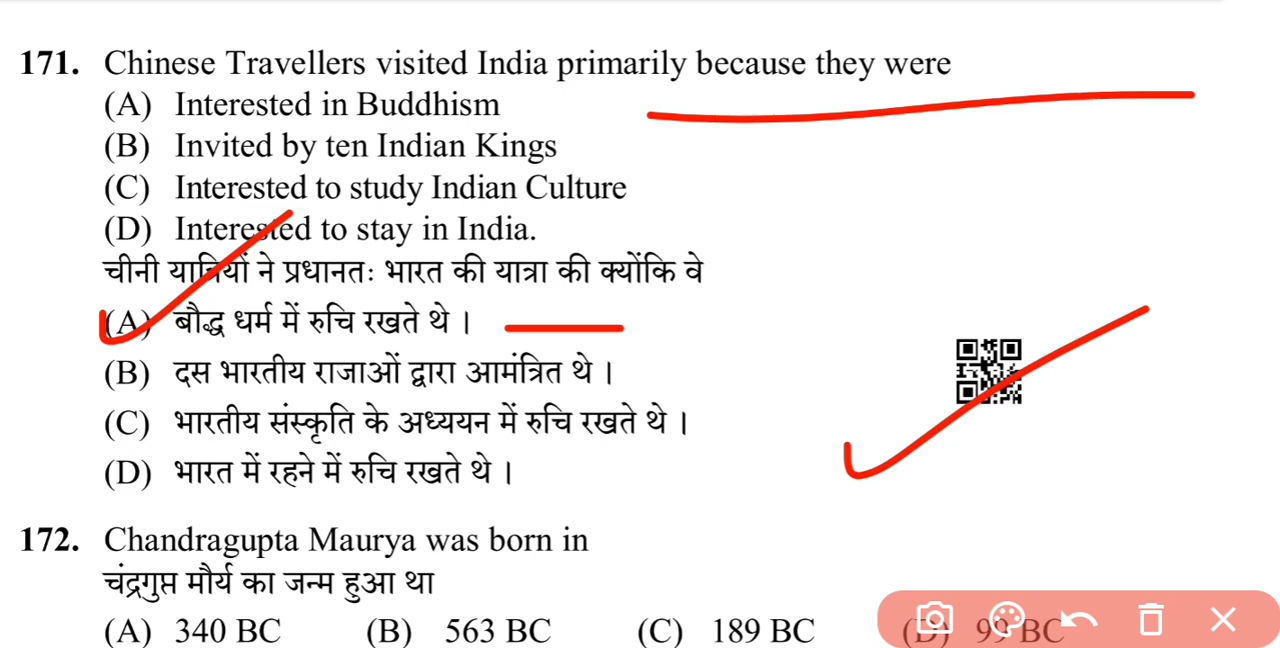 171. Chinese Travellers visited India primarily because they were
(A) Interested in Buddhism
(B) Invited by ten Indian Kings
(C) Interested to study Indian Culture
(D) Interested to stay in India.
चीनी यात्रियों ने प्रधानतः भारत की यात्रा की क्योंकि वे
(A) बौद्ध धर्म में रुचि रखते थे ।
(B) दस भारतीय राजाओं द्वारा आमंत्रित थे ।
(C) भारतीय संस्कृति के अध्ययन में रुचि रखते थे ।
(D) भारत में रहने में रुचि रखते थे ।
172. Chandragupta Maurya was born in
चंद्रगुप्त मौर्य का जन्म हुआ था
(A) 340 BC (B) 563 BC (C) 189 BC (D) 99 BC